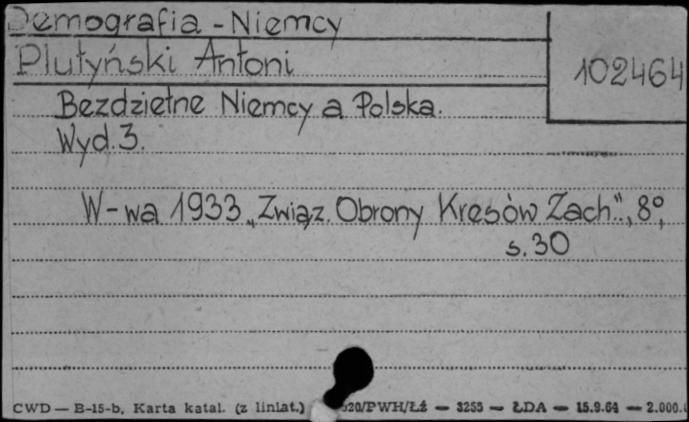 Demografia - Niemcy
Plutyński Antoni
102464
Bezdzietne Niemcy a Polska.
Wyd. 3.
W-wa 1933 „Związ. Obrony Kresów Zach.", 8°,
s. 30
CWD — B-15-b, Karta katal. (z liniat.) 520/PWH/Łź — 3255 — ŁDA — 15.9.64 — 2.000.